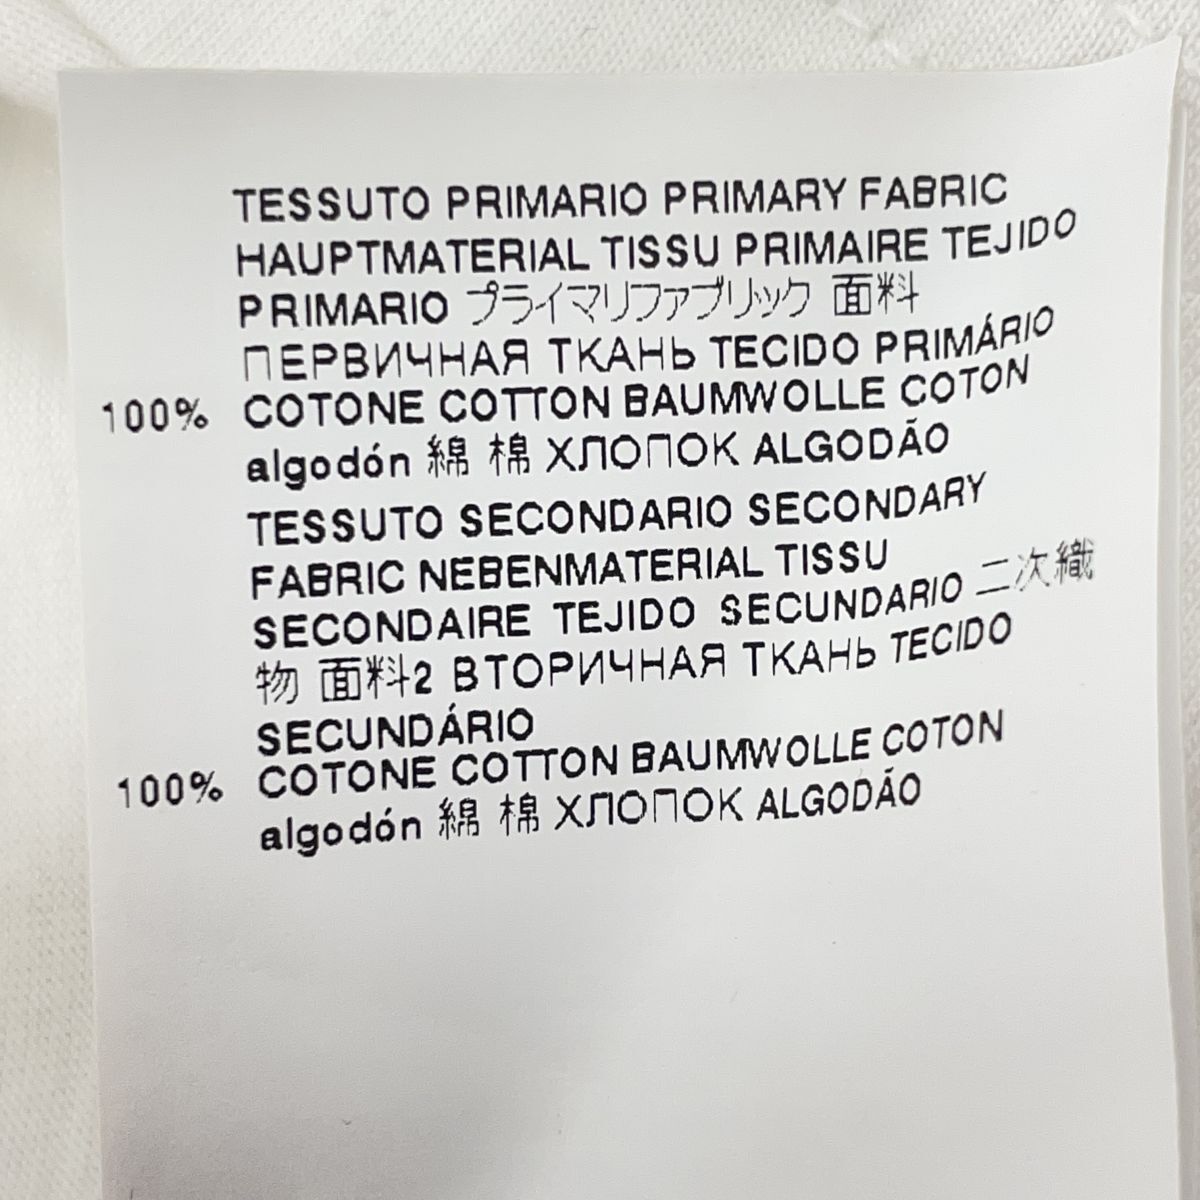 TESSUTO PRIMARIO PRIMARY FABRIC
HAUPTMATERIAL TISSU PRIMAIRE TEJIDO
PRIMARIO プライマリファブリック 面料
ПЕРВИЧНАЯ ТКАНЬ TECIDO PRIMÁRIO
100% COTONE COTTON BAUMWOLLE COTON
algodón 綿 棉 ХЛОПОК ALGODÃO
TESSUTO SECONDARIO SECONDARY
FABRIC NEBENMATERIAL TISSU
SECONDAIRE TEJIDO SECUNDARIO 二次織
物 面料2 ВТОРИЧНАЯ ТКАНЬ TECIDO
SECUNDÁRIO
100% COTONE COTTON BAUMWOLLE COTON
algodón 綿 棉 ХЛОПОК ALGODÃO